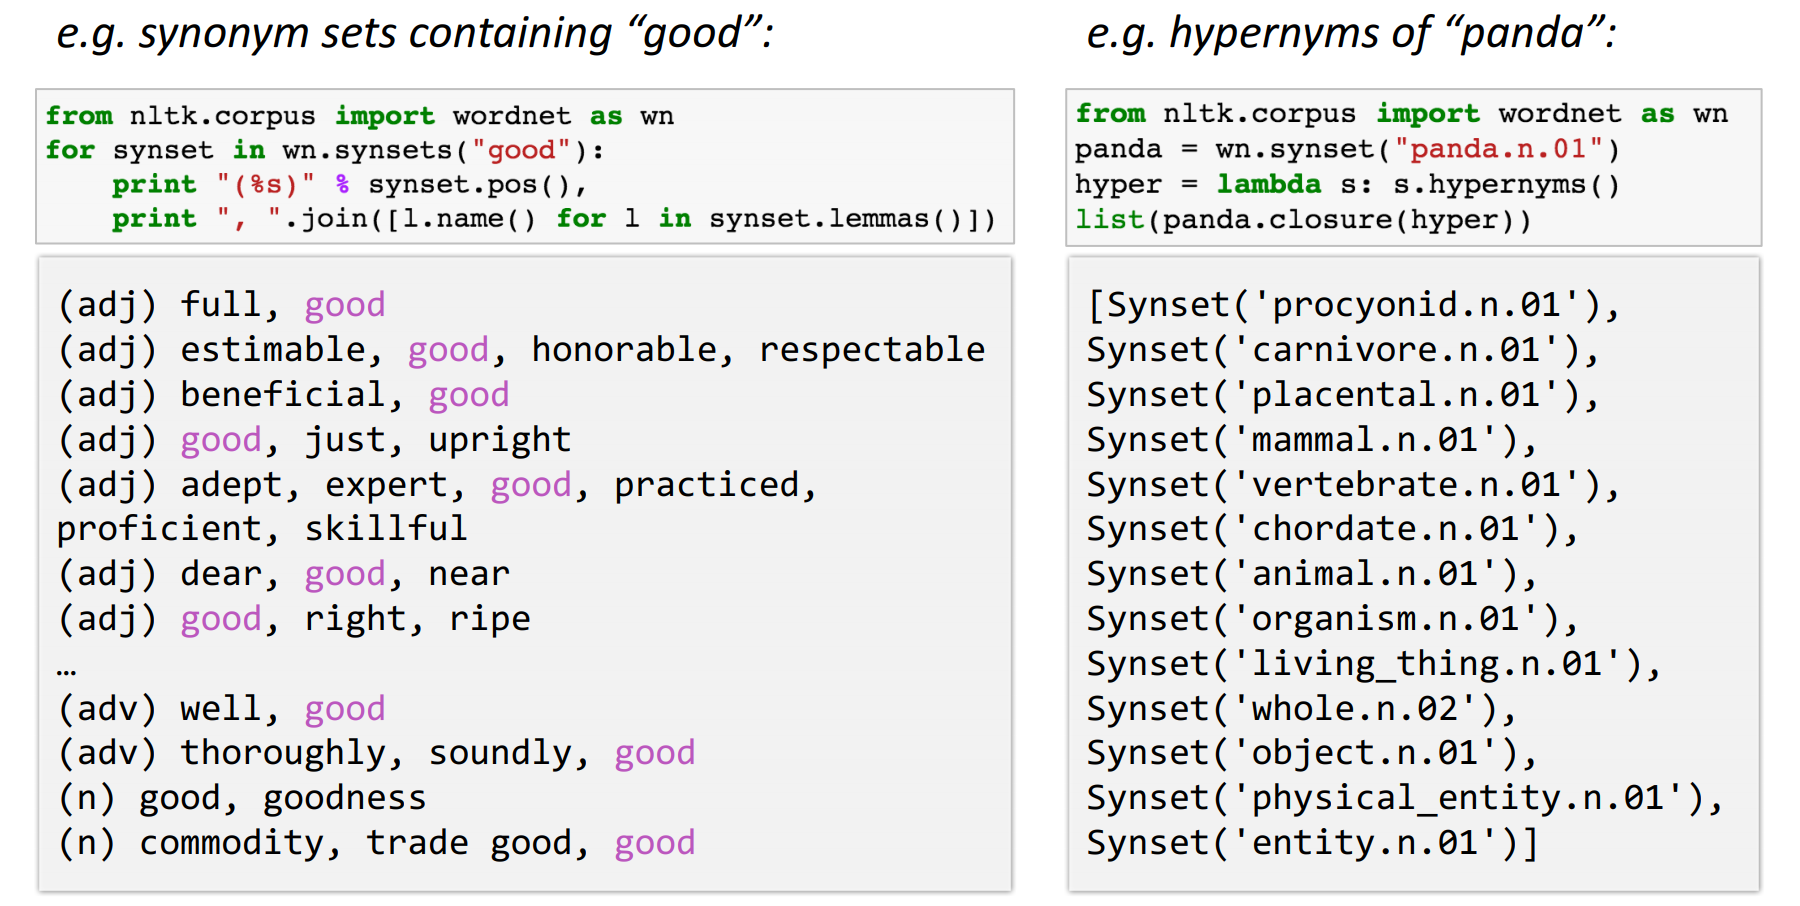 e.g. synonym sets containing “good”:
from nltk.corpus import wordnet as wn
for synset in wn.synsets("good"):
    print "(%s)" % synset.pos(),
    print ", ".join([l.name() for l in synset.lemmas()])
(adj) full, good
(adj) estimable, good, honorable, respectable
(adj) beneficial, good
(adj) good, just, upright
(adj) adept, expert, good, practiced,
proficient, skillful
(adj) dear, good, near
(adj) good, right, ripe
…
(adv) well, good
(adv) thoroughly, soundly, good
(n) good, goodness
(n) commodity, trade good, good
e.g. hypernyms of “panda”:
from nltk.corpus import wordnet as wn
panda = wn.synset("panda.n.01")
hyper = lambda s: s.hypernyms()
list(panda.closure(hyper))
[Synset('procyonid.n.01'),
Synset('carnivore.n.01'),
Synset('placental.n.01'),
Synset('mammal.n.01'),
Synset('vertebrate.n.01'),
Synset('chordate.n.01'),
Synset('animal.n.01'),
Synset('organism.n.01'),
Synset('living_thing.n.01'),
Synset('whole.n.02'),
Synset('object.n.01'),
Synset('physical_entity.n.01'),
Synset('entity.n.01')]